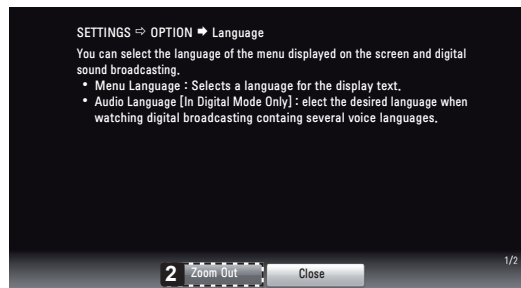 SETTINGS ⇨ OPTION ➡ Language
You can select the language of the menu displayed on the screen and digital
sound broadcasting.
• Menu Language : Selects a language for the display text.
• Audio Language [In Digital Mode Only] : elect the desired language when
watching digital broadcasting containg several voice languages.
1/2
2 Zoom Out Close